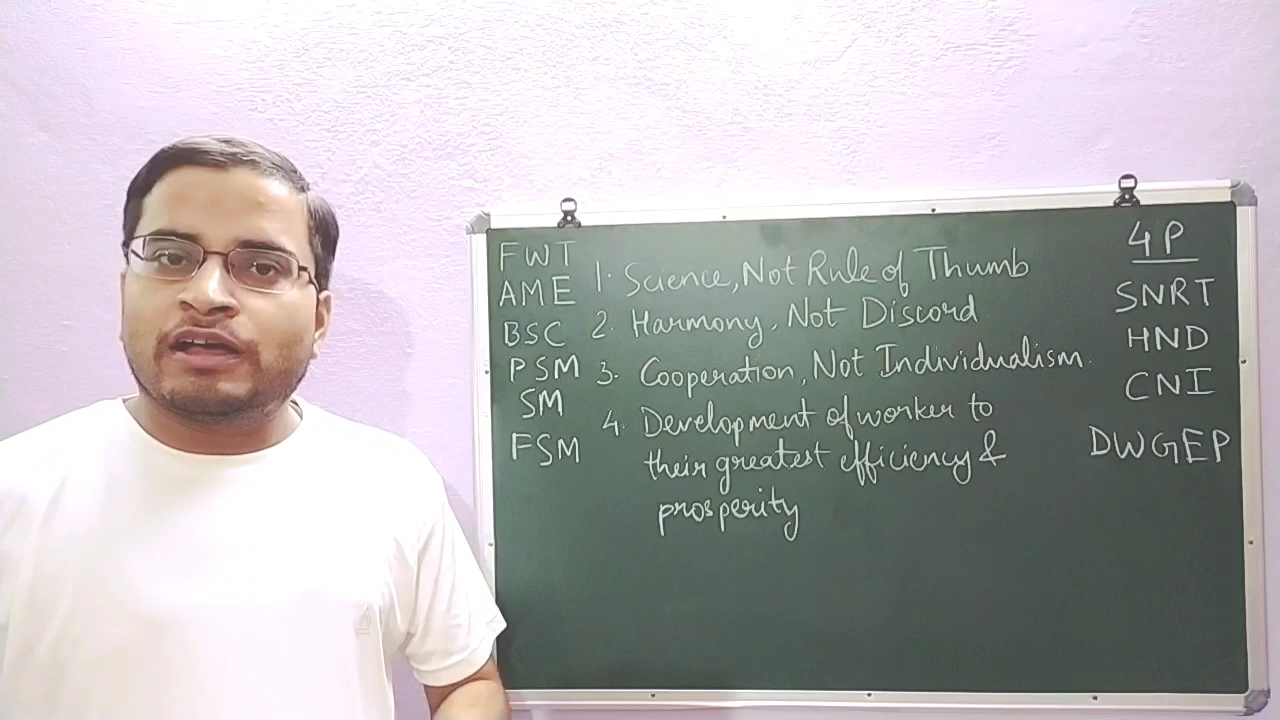 FWT
AME
BSC
PSM
SM
FSM
1. Science, Not Rule of Thumb
2. Harmony, Not Discord
3. Cooperation, Not Individualism.
4. Development of worker to
their greatest efficiency &
prosperity
4P
SNRT
HND
CNI
DWGEP